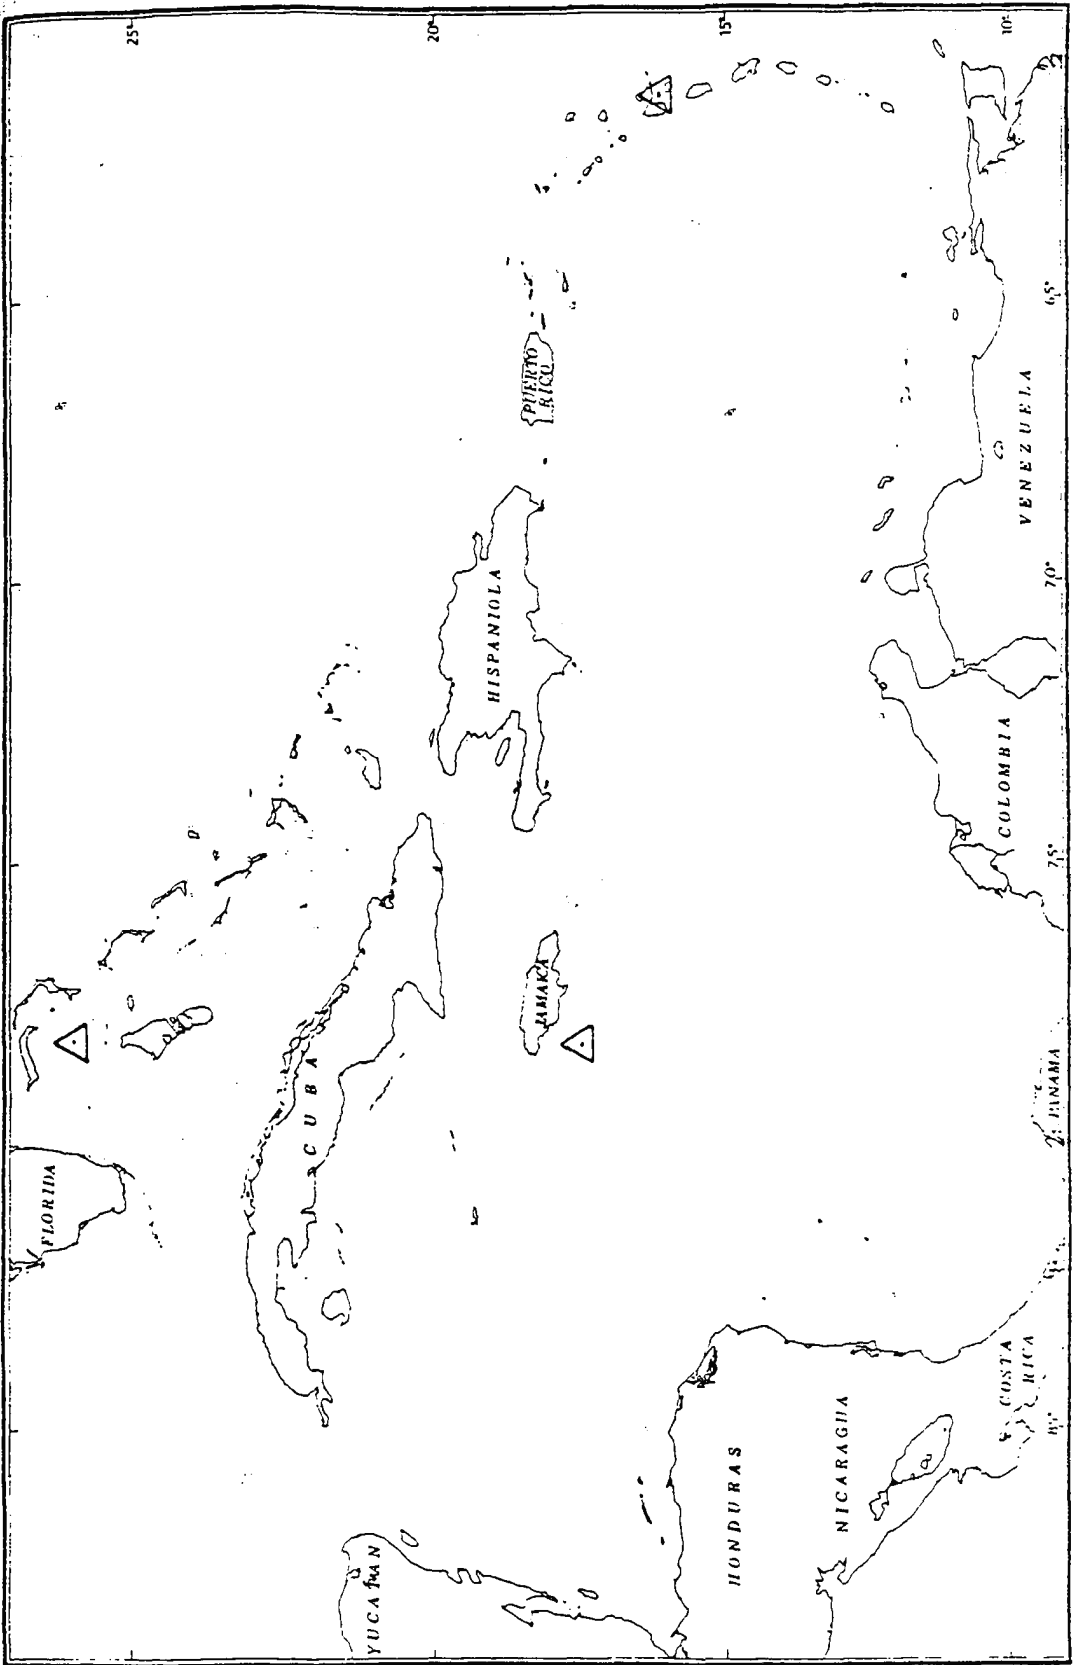 25°
20°
15°
10°
FLORIDA
CUBA
JAMAICA
HISPANIOLA
PUERTO
RICO
YUCATAN
HONDURAS
NICARAGUA
COSTA
RICA
PANAMA
COLOMBIA
VENEZUELA
65°
70°
75°